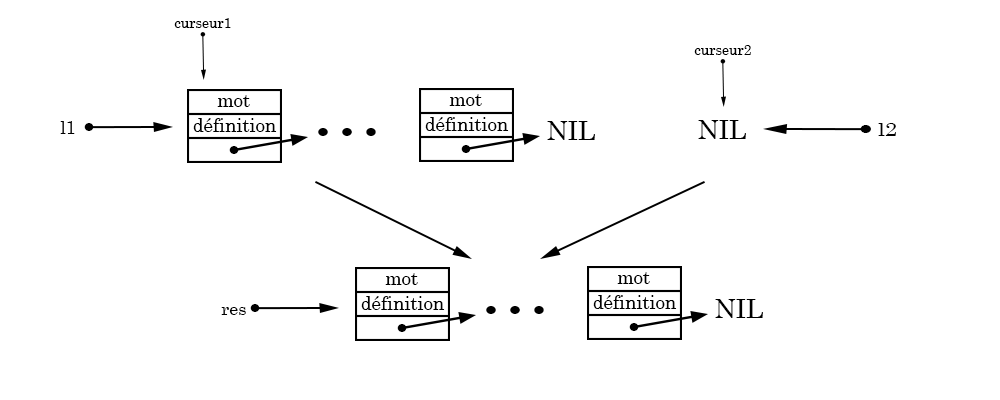 curseur1
curseur2
l1
mot
définition
mot
définition
NIL
NIL
l2
res
mot
définition
mot
définition
NIL